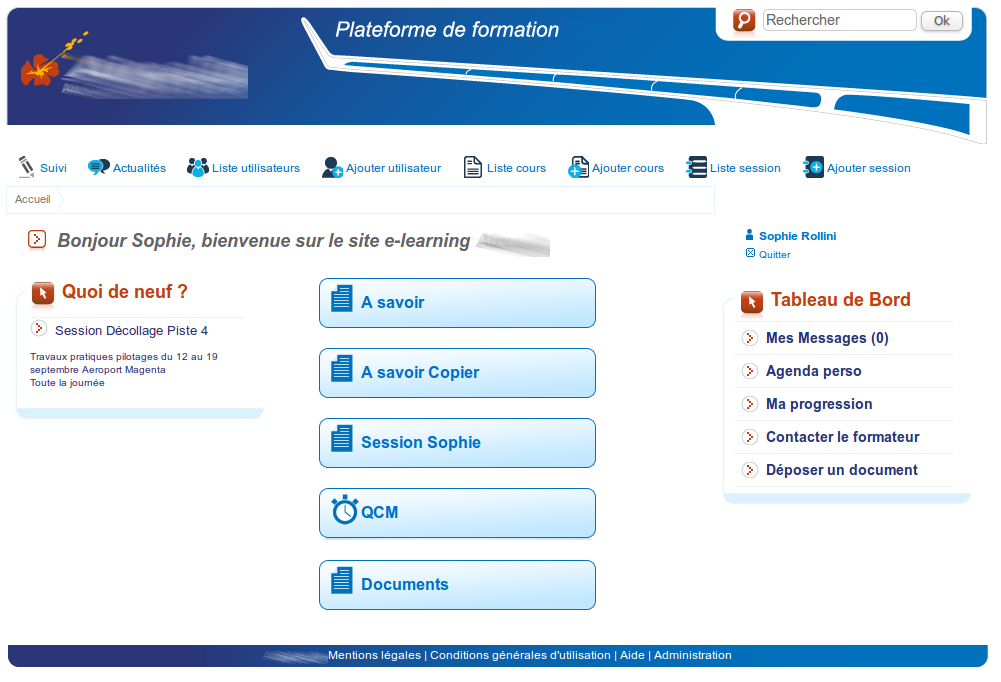 Plateforme de formation
Rechercher
Ok
Suivi
Actualités
Liste utilisateurs
Ajouter utilisateur
Liste cours
Ajouter cours
Liste session
Ajouter session
Accueil
Bonjour Sophie, bienvenue sur le site e-learning
Sophie Rollini
Quitter
Quoi de neuf ?
Session Décollage Piste 4
Travaux pratiques pilotages du 12 au 19
septembre Aeroport Magenta
Toute la journée
A savoir
A savoir Copier
Session Sophie
QCM
Documents
Tableau de Bord
Mes Messages (0)
Agenda perso
Ma progression
Contacter le formateur
Déposer un document
Mentions légales | Conditions générales d'utilisation | Aide | Administration